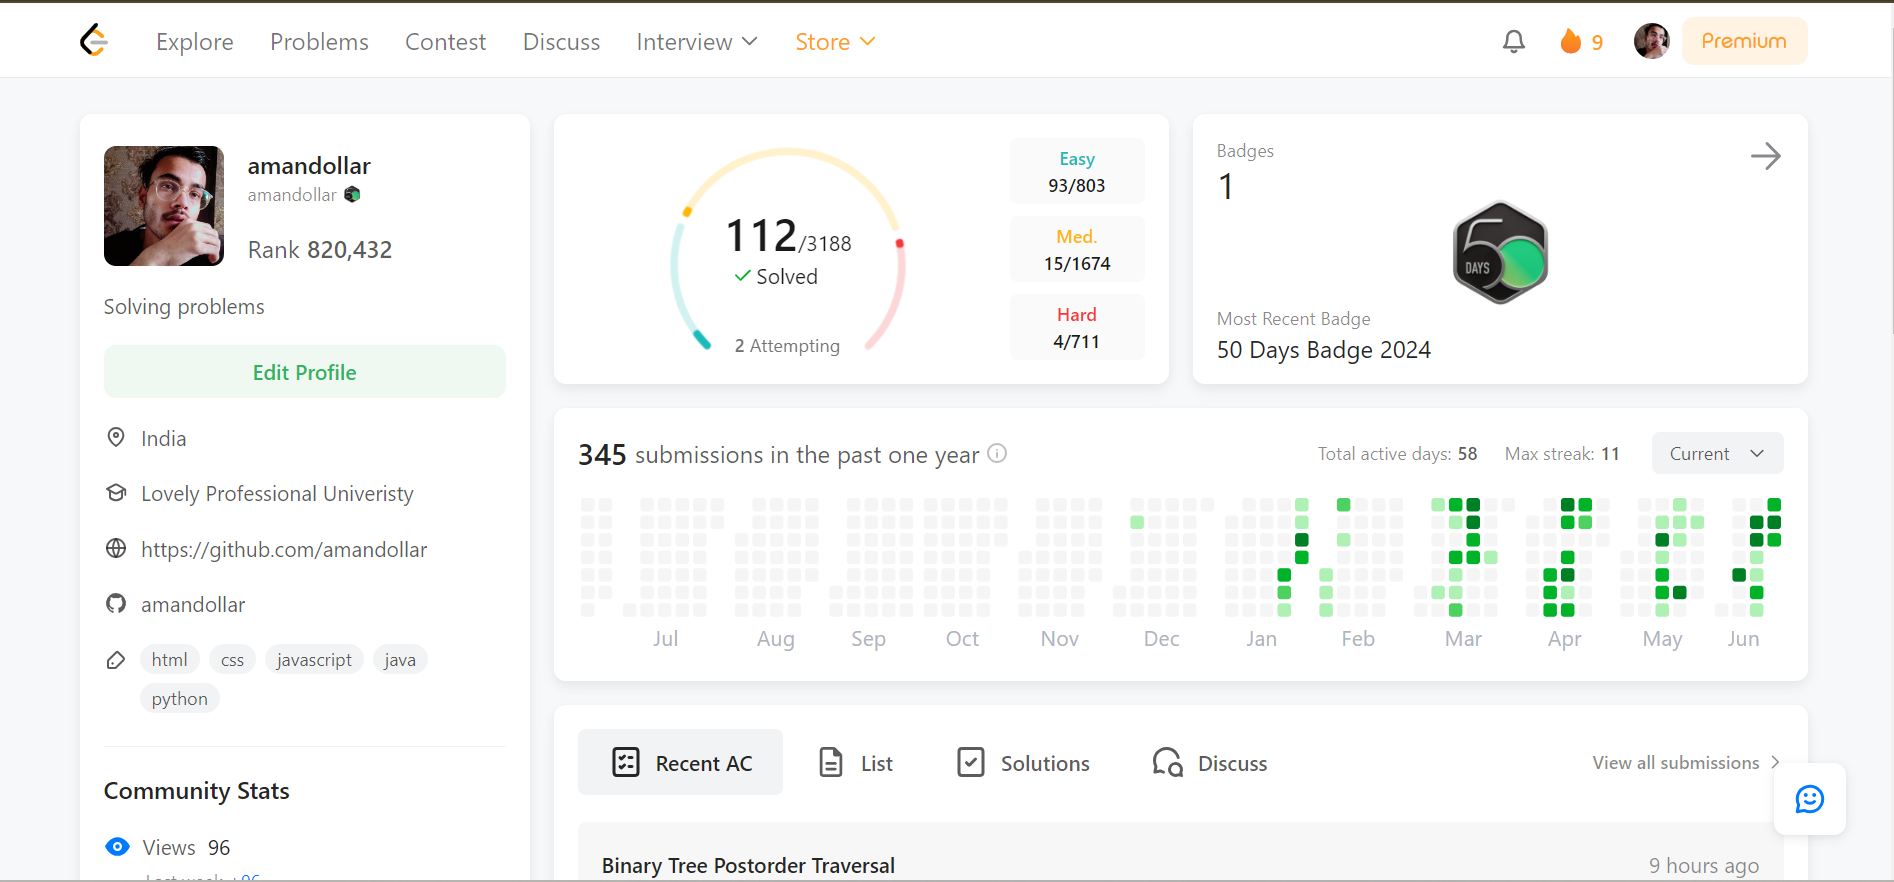 Explore Problems Contest Discuss Interview Store 9 Premium
amandollar
amandollar
Rank 820,432
Solving problems
Edit Profile
India
Lovely Professional Univeristy
https://github.com/amandollar
amandollar
html css javascript java
python
Community Stats
Views 96
Last week +96
112/3188
Solved
2 Attempting
Easy
93/803
Med.
15/1674
Hard
4/711
Badges
1
50
DAYS
Most Recent Badge
50 Days Badge 2024
345 submissions in the past one year
Total active days: 58 Max streak: 11 Current
Jul Aug Sep Oct Nov Dec Jan Feb Mar Apr May Jun
Recent AC List Solutions Discuss View all submissions
Binary Tree Postorder Traversal 9 hours ago